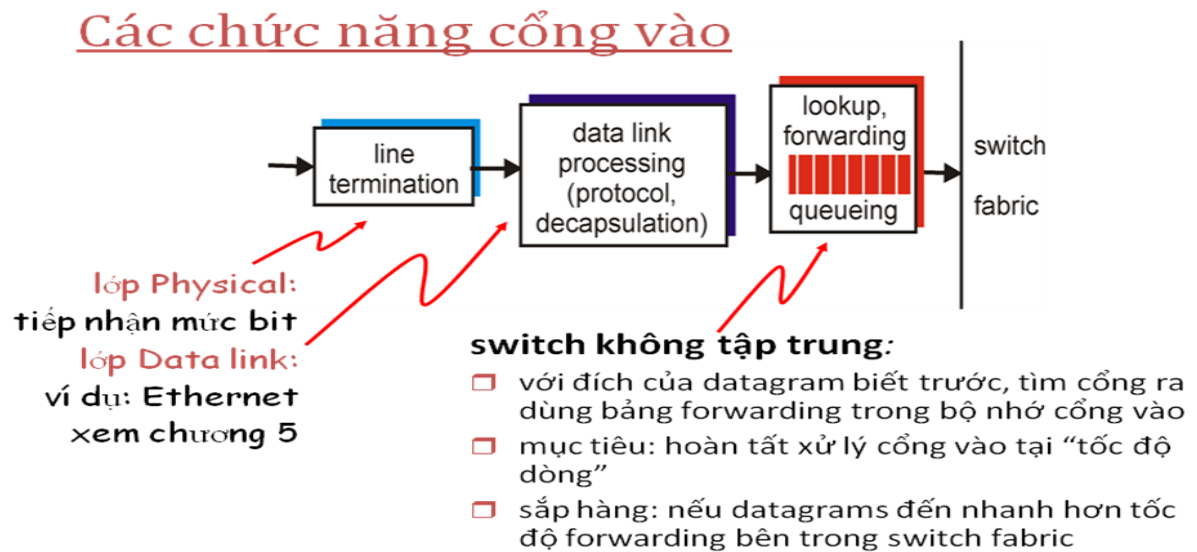 Các chức năng cổng vào
line
termination
data link
processing
(protocol,
decapsulation)
lookup,
forwarding
queueing
switch
fabric
lớp Physical:
tiếp nhận mức bit
lớp Data link:
ví dụ: Ethernet
xem chương 5
switch không tập trung:
với đích của datagram biết trước, tìm cổng ra
dùng bảng forwarding trong bộ nhớ cổng vào
mục tiêu: hoàn tất xử lý cổng vào tại “tốc độ
dòng”
sắp hàng: nếu datagrams đến nhanh hơn tốc
độ forwarding bên trong switch fabric